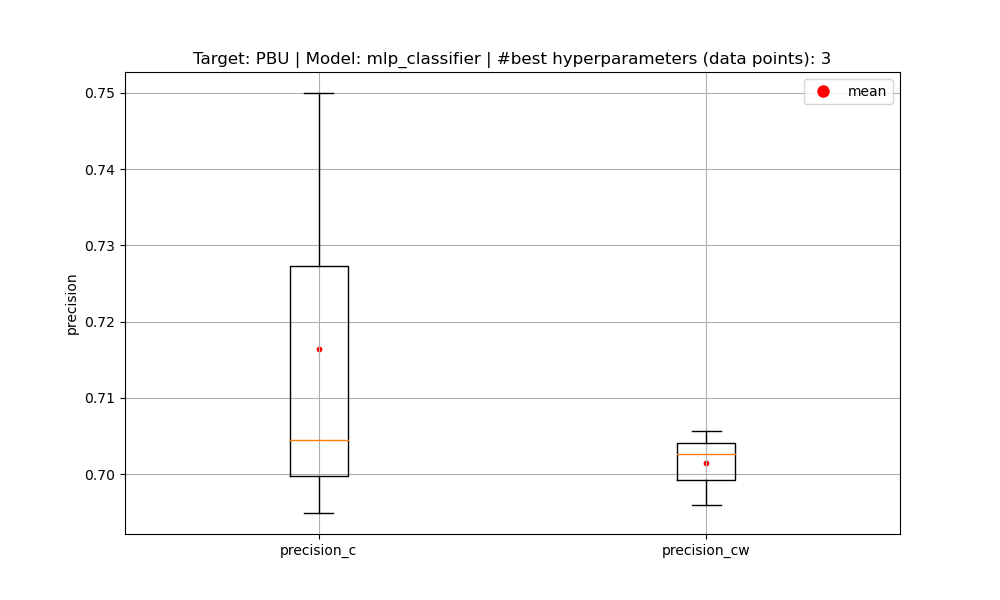 Target: PBU | Model: mlp_classifier | #best hyperparameters (data points): 3
mean
0.75
0.74
0.73
0.72
0.71
0.70
precision
precision_c
precision_cw